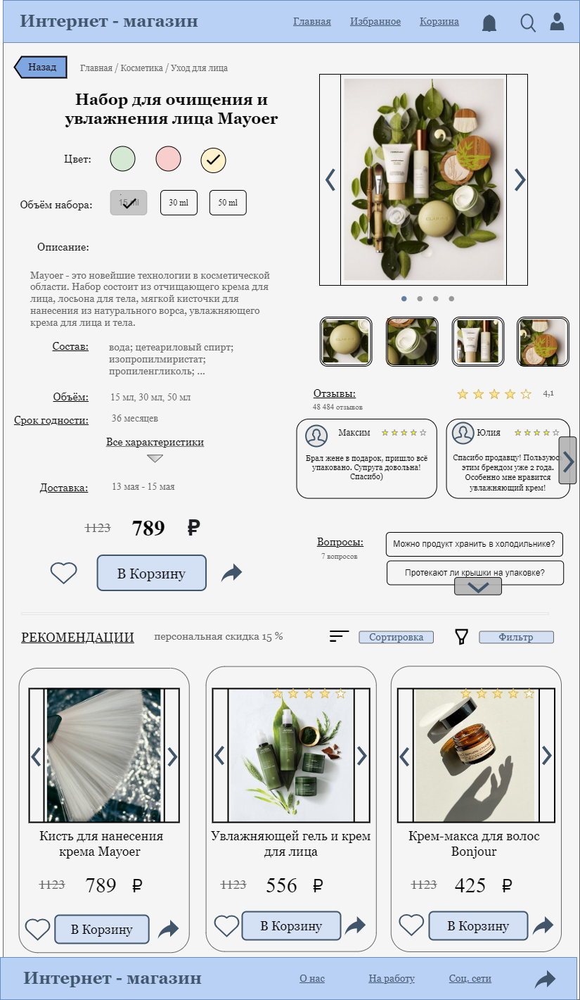 Интернет - магазин
Главная
Избранное
Корзина
Назад
Главная / Косметика / Уход для лица
Набор для очищения и
увлажнения лица Mayoer
Цвет:
Объём набора:
15 ml
30 ml
50 ml
Описание:
Mayoer - это новейшие технологии в косметической
области. Набор состоит из отчищающего крема для
лица, лосьона для тела, мягкой кисточки для
нанесения из натурального ворса, увлажняющего
крема для лица и тела.
Состав:
вода; цетеариловый спирт;
изопропилмиристат;
пропиленгликоль; ...
Объём:
15 мл, 30 мл, 50 мл
Срок годности:
36 месяцев
Все характеристики
Доставка:
13 мая - 15 мая
1123
789 ₽
В Корзину
Отзывы:
48 484 отзывов
4,1
Максим
Брал жене в подарок, пришло всё
упаковано. Супруга довольна!
Спасибо)
Юлия
Спасибо продавцу!
этим брендом уже 2 года.
Особенно мне нравится
увлажняющий крем!
Вопросы:
7 вопросов
Можно продукт хранить в холодильнике?
Протекают ли крышки на упаковке?
РЕКОМЕНДАЦИИ
персональная скидка 15 %
Сортировка
Фильтр
Кисть для нанесения
крема Mayoer
1123
789 ₽
В Корзину
Увлажняющей гель и крем
для лица
1123
556 ₽
В Корзину
Крем-макса для волос
Bonjour
1123
425 ₽
В Корзину
Интернет - магазин
О нас
На работу
Соц. сети